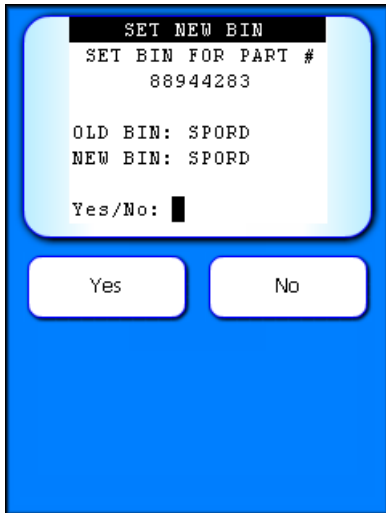 SET NEW BIN
SET BIN FOR PART #
88944283
OLD BIN: SPORD
NEW BIN: SPORD
Yes/No:
Yes
No